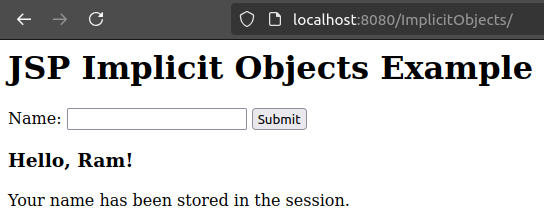 localhost:8080/ImplicitObjects/
JSP Implicit Objects Example
Name: Submit
Hello, Ram!
Your name has been stored in the session.